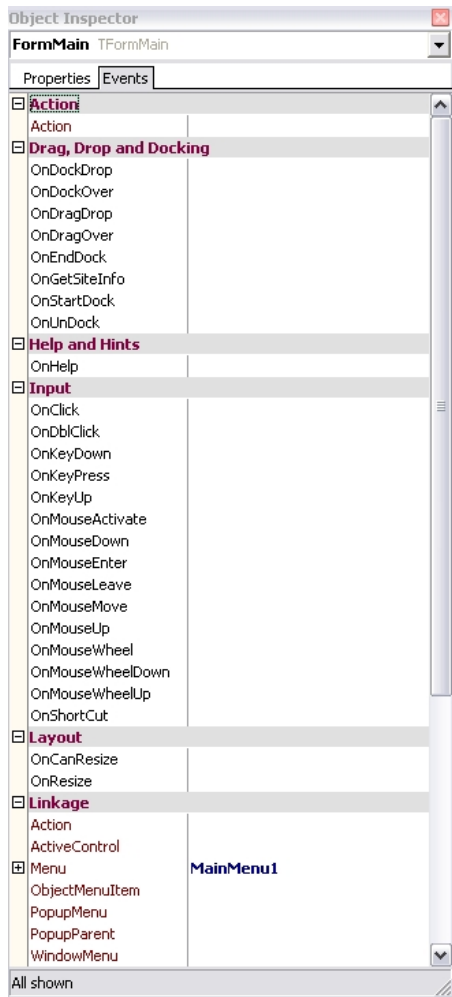 Object Inspector
FormMain TFormMain
Properties Events
Action
Action
Drag, Drop and Docking
OnDockDrop
OnDockOver
OnDragDrop
OnDragOver
OnEndDock
OnGetSiteInfo
OnStartDock
OnUnDock
Help and Hints
OnHelp
Input
OnClick
OnDblClick
OnKeyDown
OnKeyPress
OnKeyUp
OnMouseActivate
OnMouseDown
OnMouseEnter
OnMouseLeave
OnMouseMove
OnMouseUp
OnMouseWheel
OnMouseWheelDown
OnMouseWheelUp
OnShortCut
Layout
OnCanResize
OnResize
Linkage
Action
ActiveControl
Menu MainMenu1
ObjectMenuItem
PopupMenu
PopupParent
WindowMenu
All shown